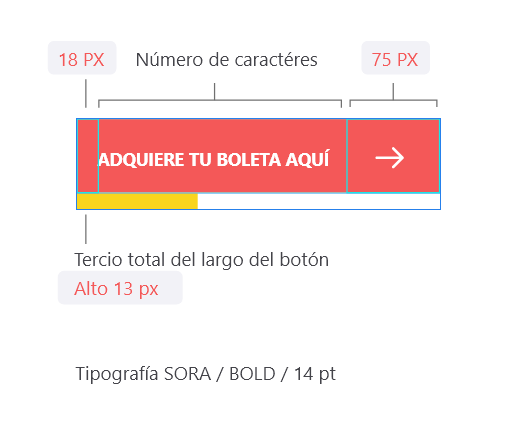 18 PX
Número de caractéres
75 PX
ADQUIERE TU BOLETA AQUÍ
Tercio total del largo del botón
Alto 13 px
Tipografía SORA / BOLD / 14 pt